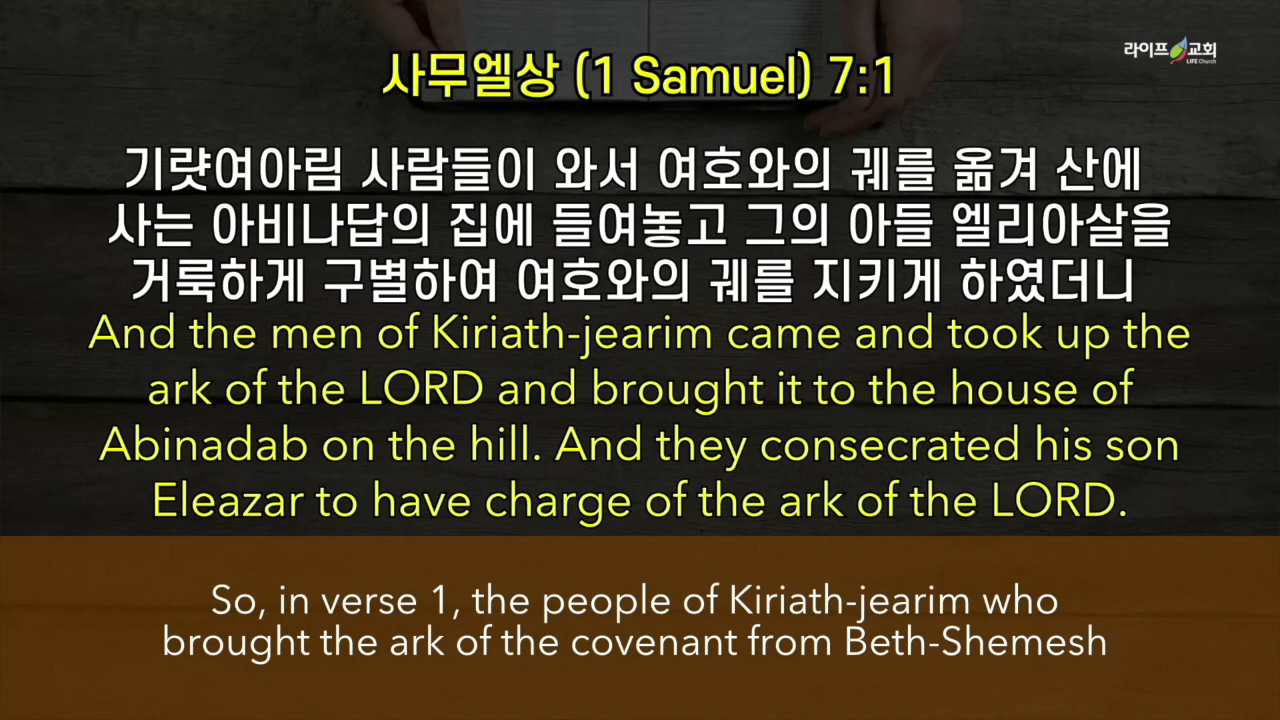 라이프교회
LIFE Church
사무엘상 (1 Samuel) 7:1
기럇여아림 사람들이 와서 여호와의 궤를 옮겨 산에
사는 아비나답의 집에 들여놓고 그의 아들 엘리아살을
거룩하게 구별하여 여호와의 궤를 지키게 하였더니
And the men of Kiriath-jearim came and took up the
ark of the LORD and brought it to the house of
Abinadab on the hill. And they consecrated his son
Eleazar to have charge of the ark of the LORD.
So, in verse 1, the people of Kiriath-jearim who
brought the ark of the covenant from Beth-Shemesh